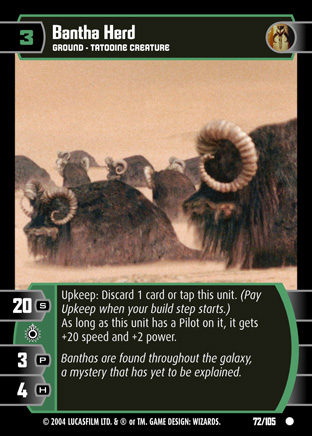 3 Bantha Herd
GROUND - TATOOINE CREATURE
20 S
Upkeep: Discard 1 card or tap this unit. (Pay
Upkeep when your build step starts.)
As long as this unit has a Pilot on it, it gets
+20 speed and +2 power.
3 P
Banthas are found throughout the galaxy,
a mystery that has yet to be explained.
4 H
© 2004 LUCASFILM LTD. & ® or TM. GAME DESIGN: WIZARDS. 72/105